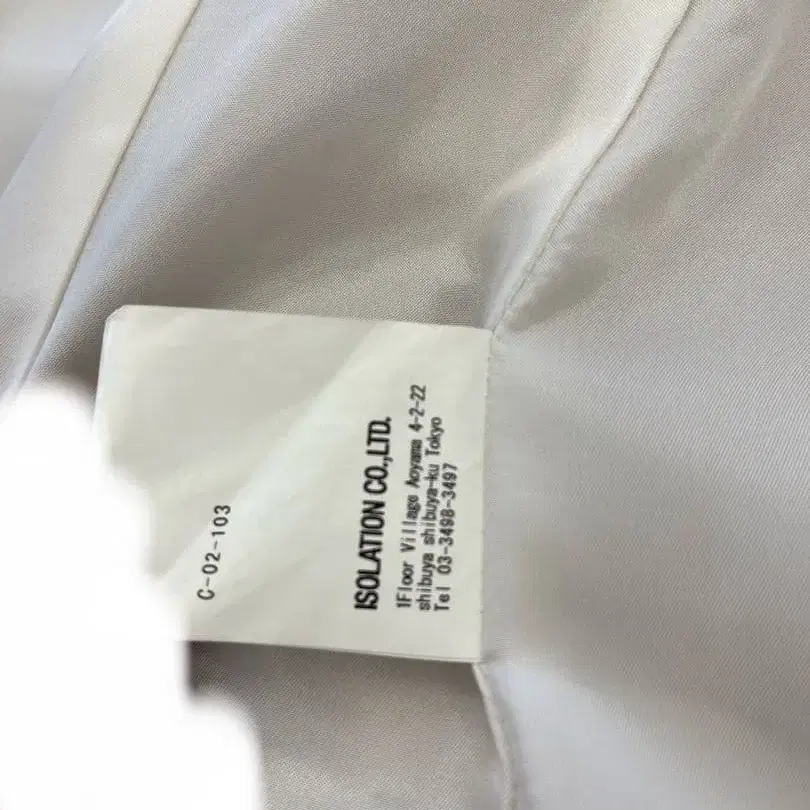 C-02-103
ISOLATION CO.,LTD.
1Floor Village Aoyama 4-2-22
shibuya shibuya-ku Tokyo
Tel 03-3498-3497